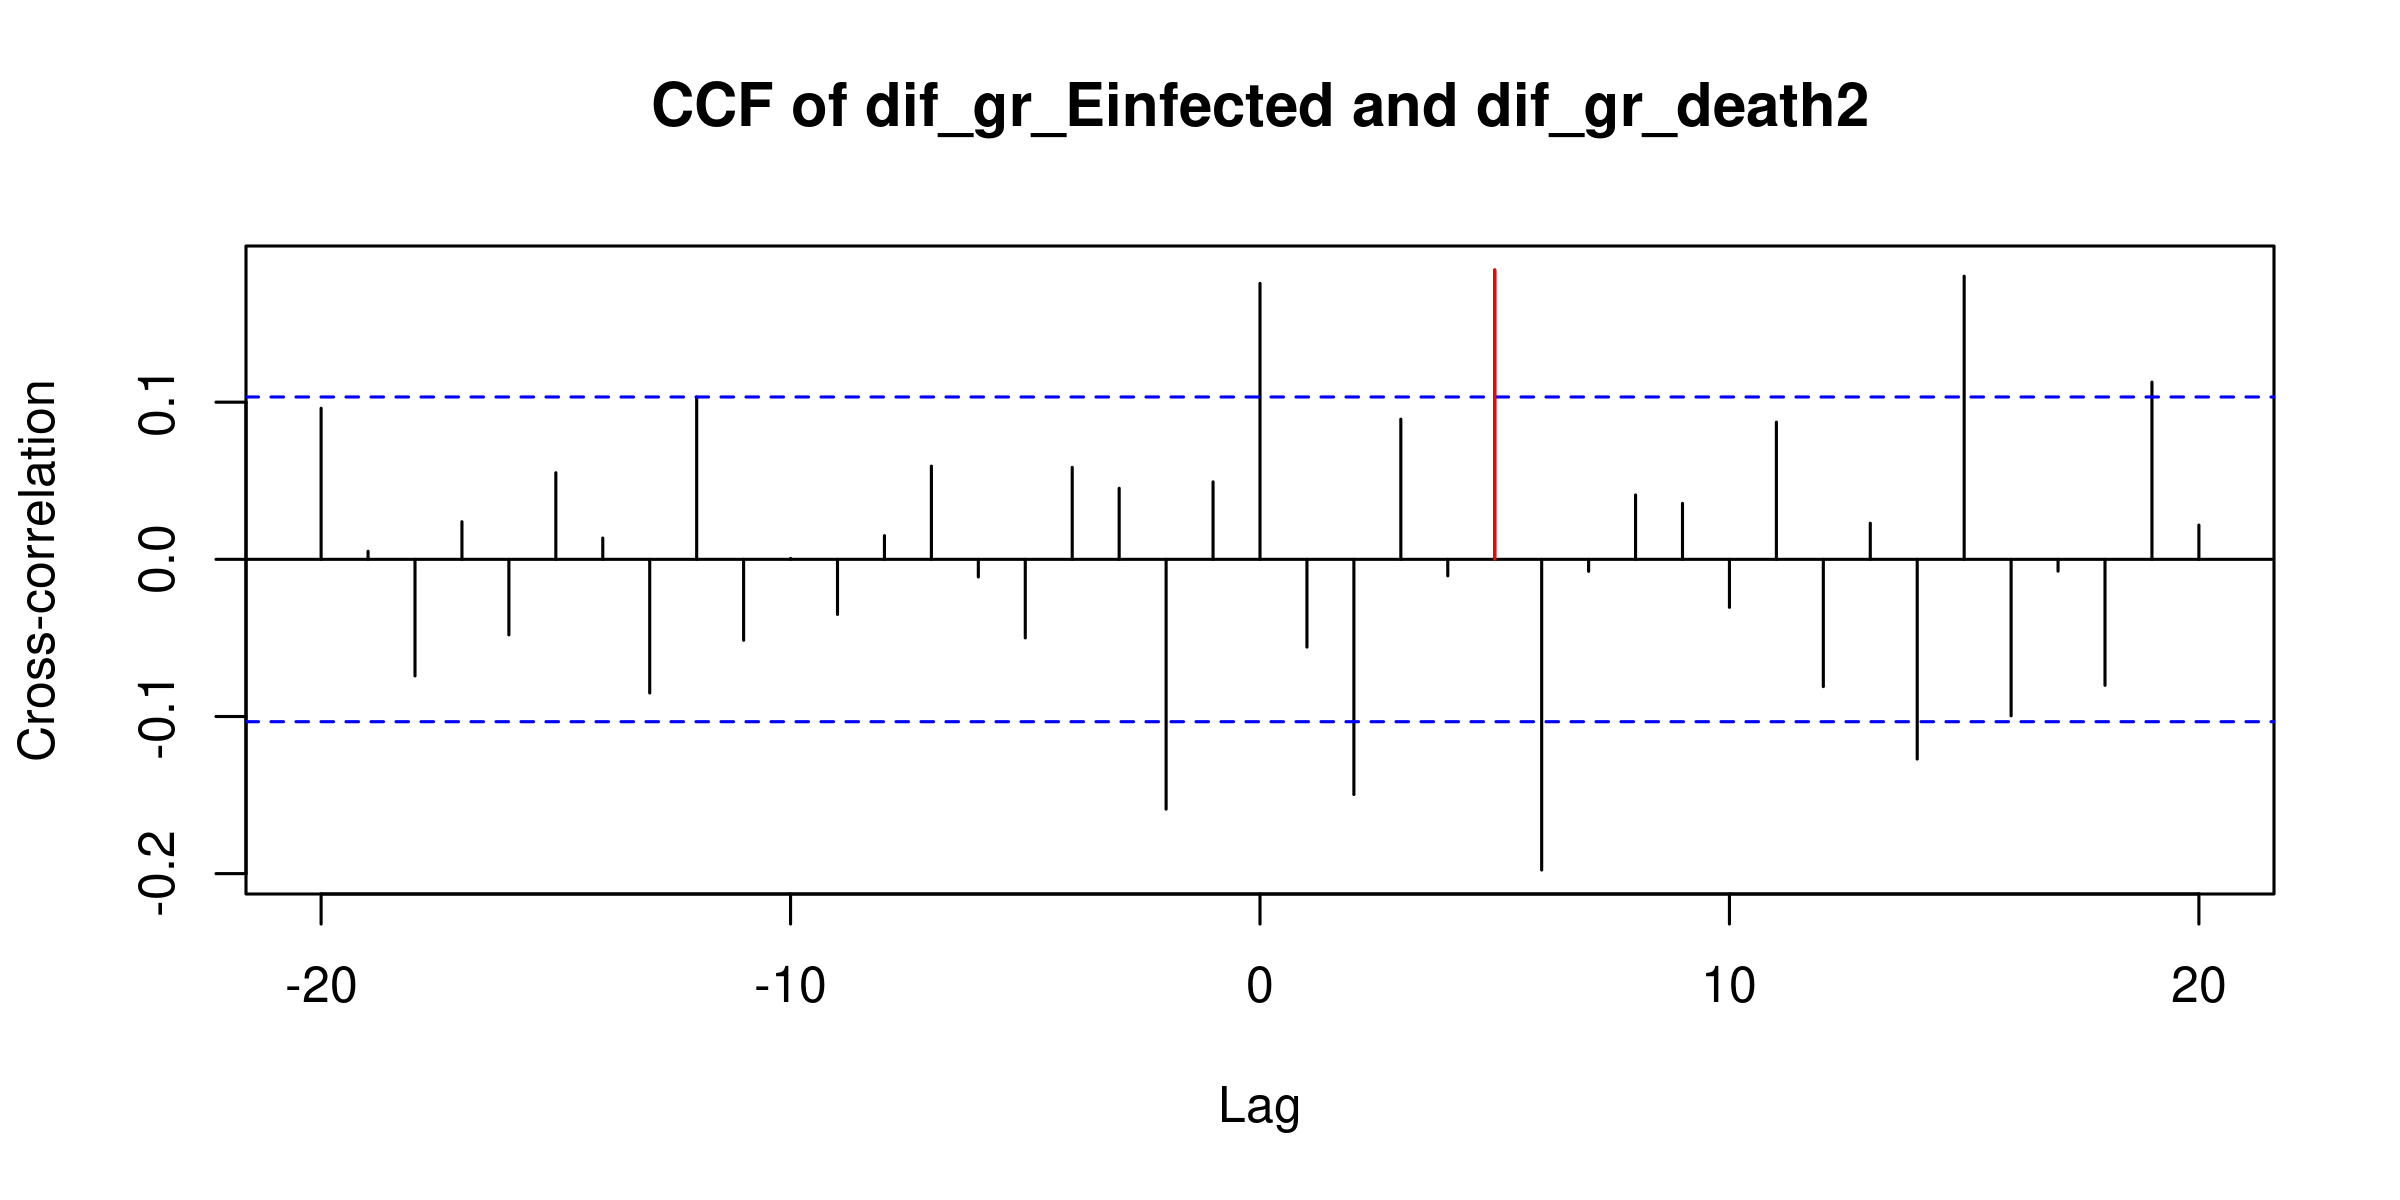 CCF of dif_gr_Einfected and dif_gr_death2
Cross-correlation
0.1
0.0
-0.1
-0.2
-20 -10 0 10 20
Lag